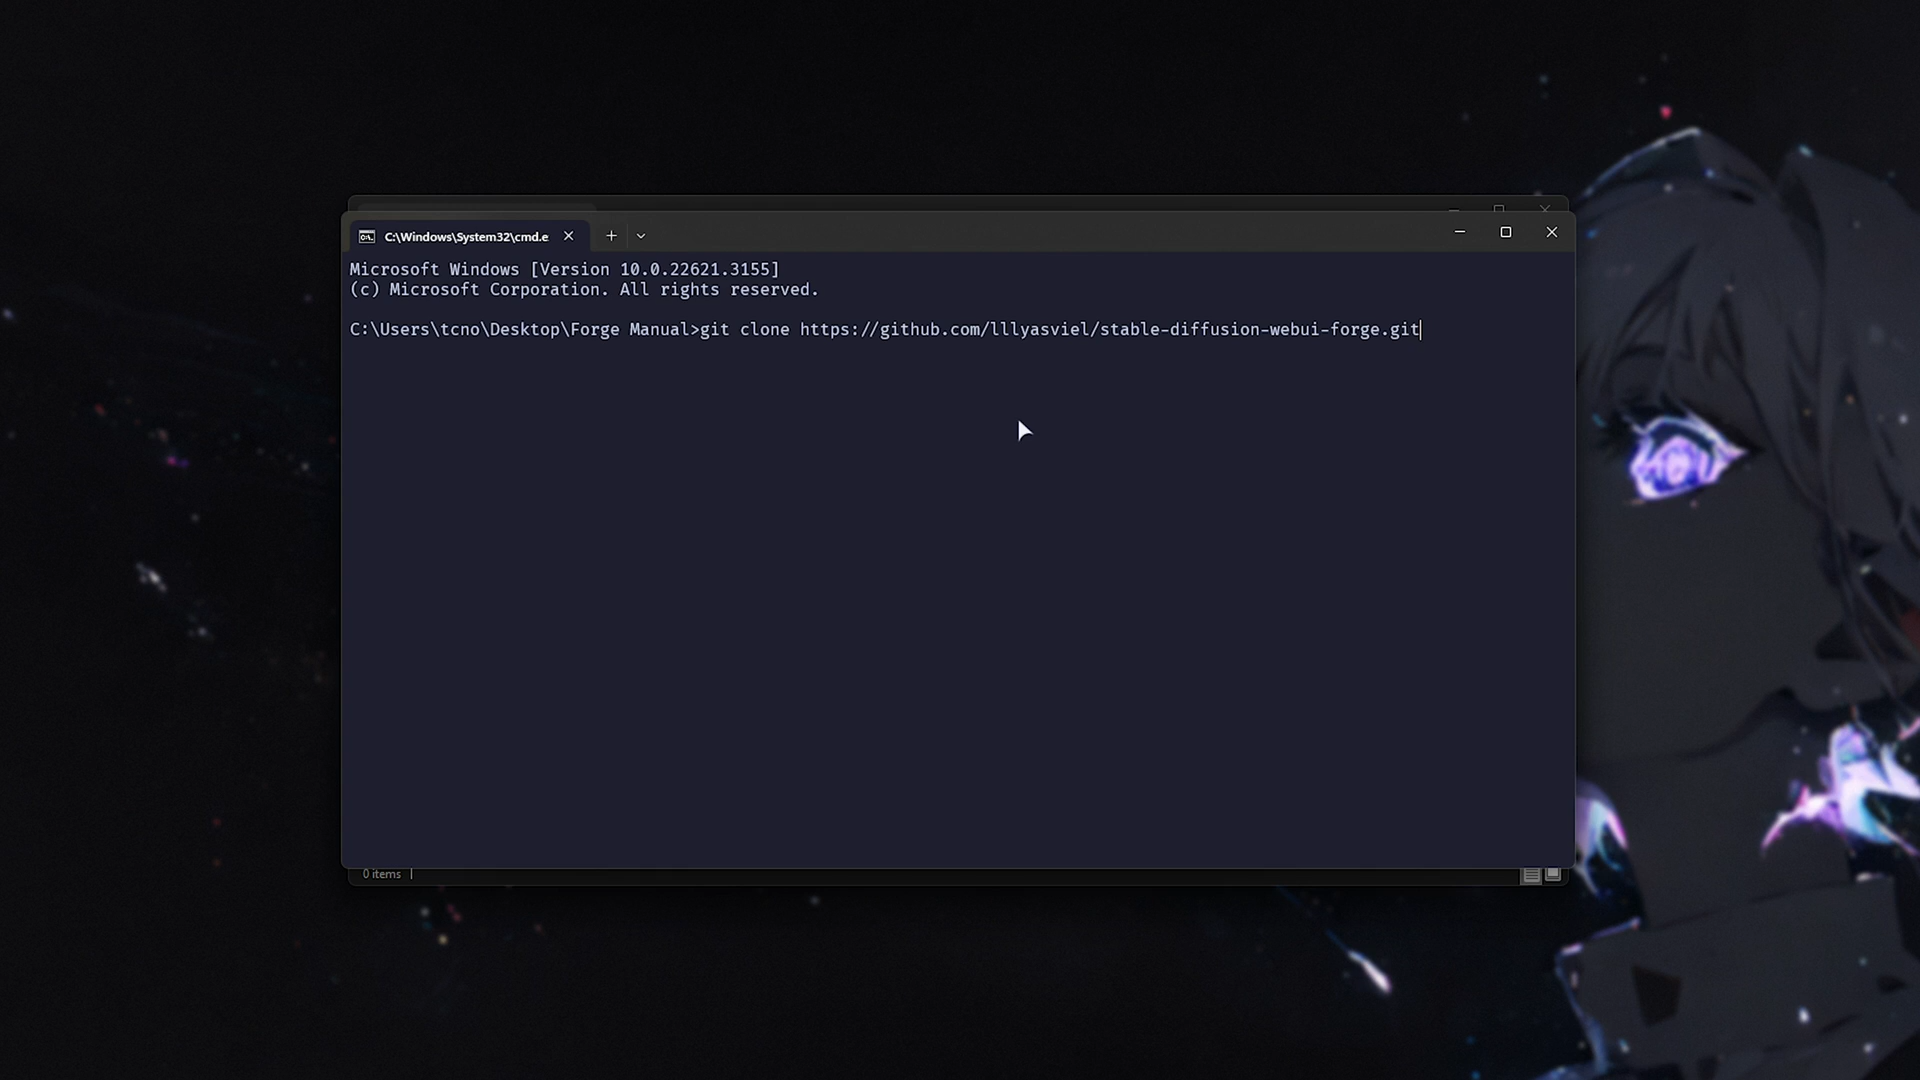 C:\Windows\System32\cmd.e
Microsoft Windows [Version 10.0.22621.3155]
(c) Microsoft Corporation. All rights reserved.
C:\Users\tcno\Desktop\Forge Manual>git clone https://github.com/lllyasviel/stable-diffusion-webui-forge.git
0 items